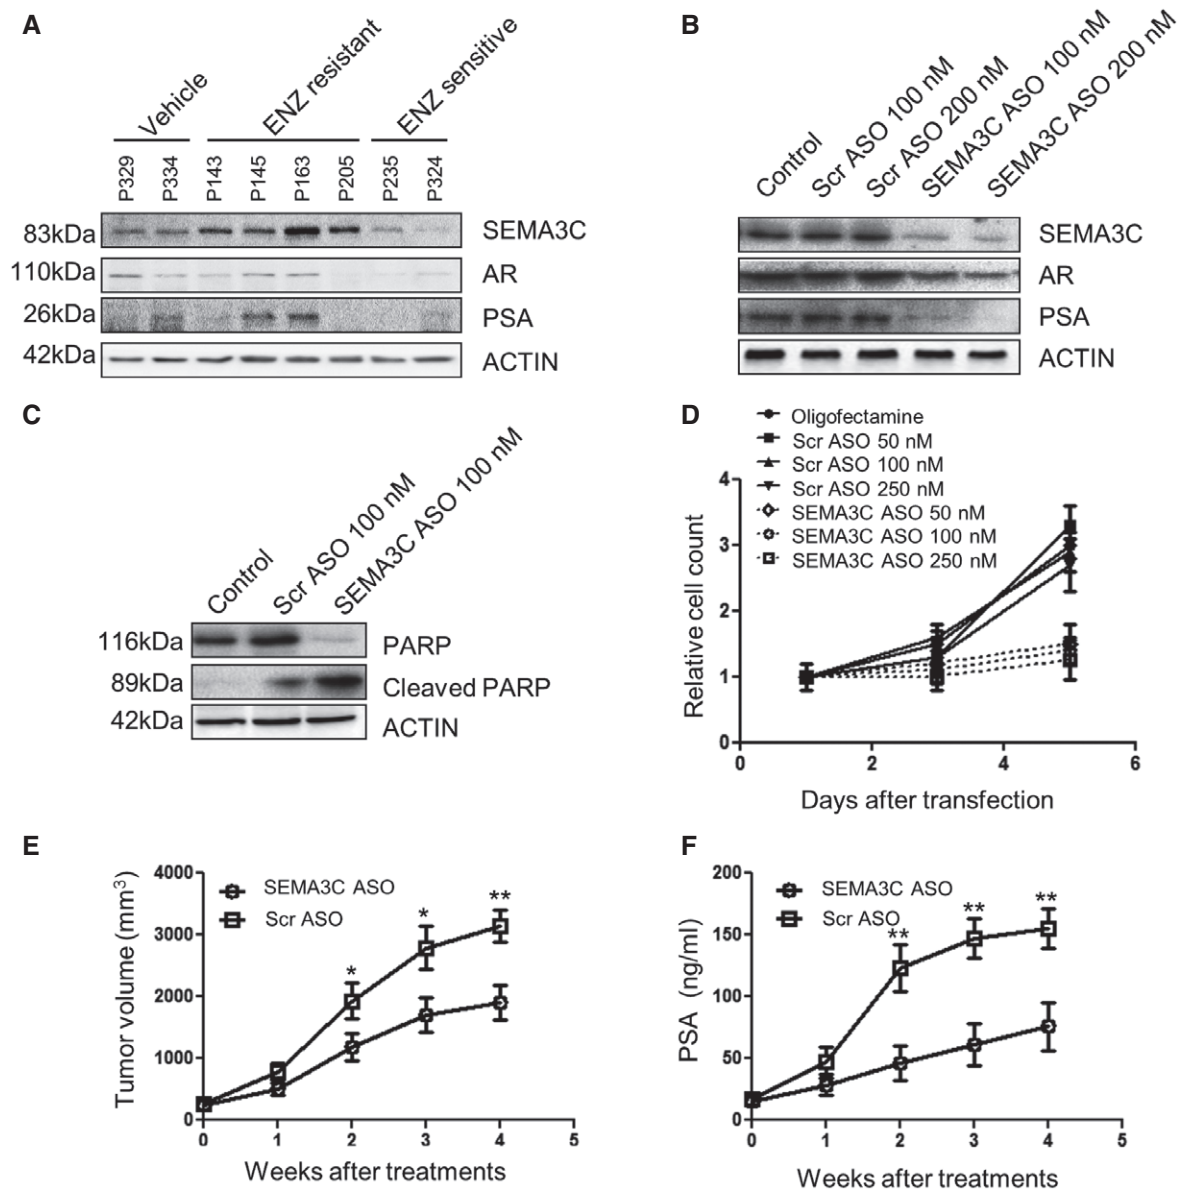 A
Vehicle
ENZ resistant
ENZ sensitive
P329
P334
P143
P145
P163
P205
P235
P324
83kDa
SEMA3C
110kDa
AR
26kDa
PSA
42kDa
ACTIN
B
Control
Scr ASO 100 nM
Scr ASO 200 nM
SEMA3C ASO 100 nM
SEMA3C ASO 200 nM
SEMA3C
AR
PSA
ACTIN
C
Control
Scr ASO 100 nM
SEMA3C ASO 100 nM
116kDa
PARP
89kDa
Cleaved PARP
42kDa
ACTIN
D
Oligofectamine
Scr ASO 50 nM
Scr ASO 100 nM
Scr ASO 250 nM
SEMA3C ASO 50 nM
SEMA3C ASO 100 nM
SEMA3C ASO 250 nM
Relative cell count
4
3
2
1
0
0 2 4 6
Days after transfection
E
Tumor volume (mm³)
4000
3000
2000
1000
0
SEMA3C ASO
Scr ASO
* * **
0 1 2 3 4 5
Weeks after treatments
F
PSA (ng/ml)
200
150
100
50
0
SEMA3C ASO
Scr ASO
** ** **
0 1 2 3 4 5
Weeks after treatments